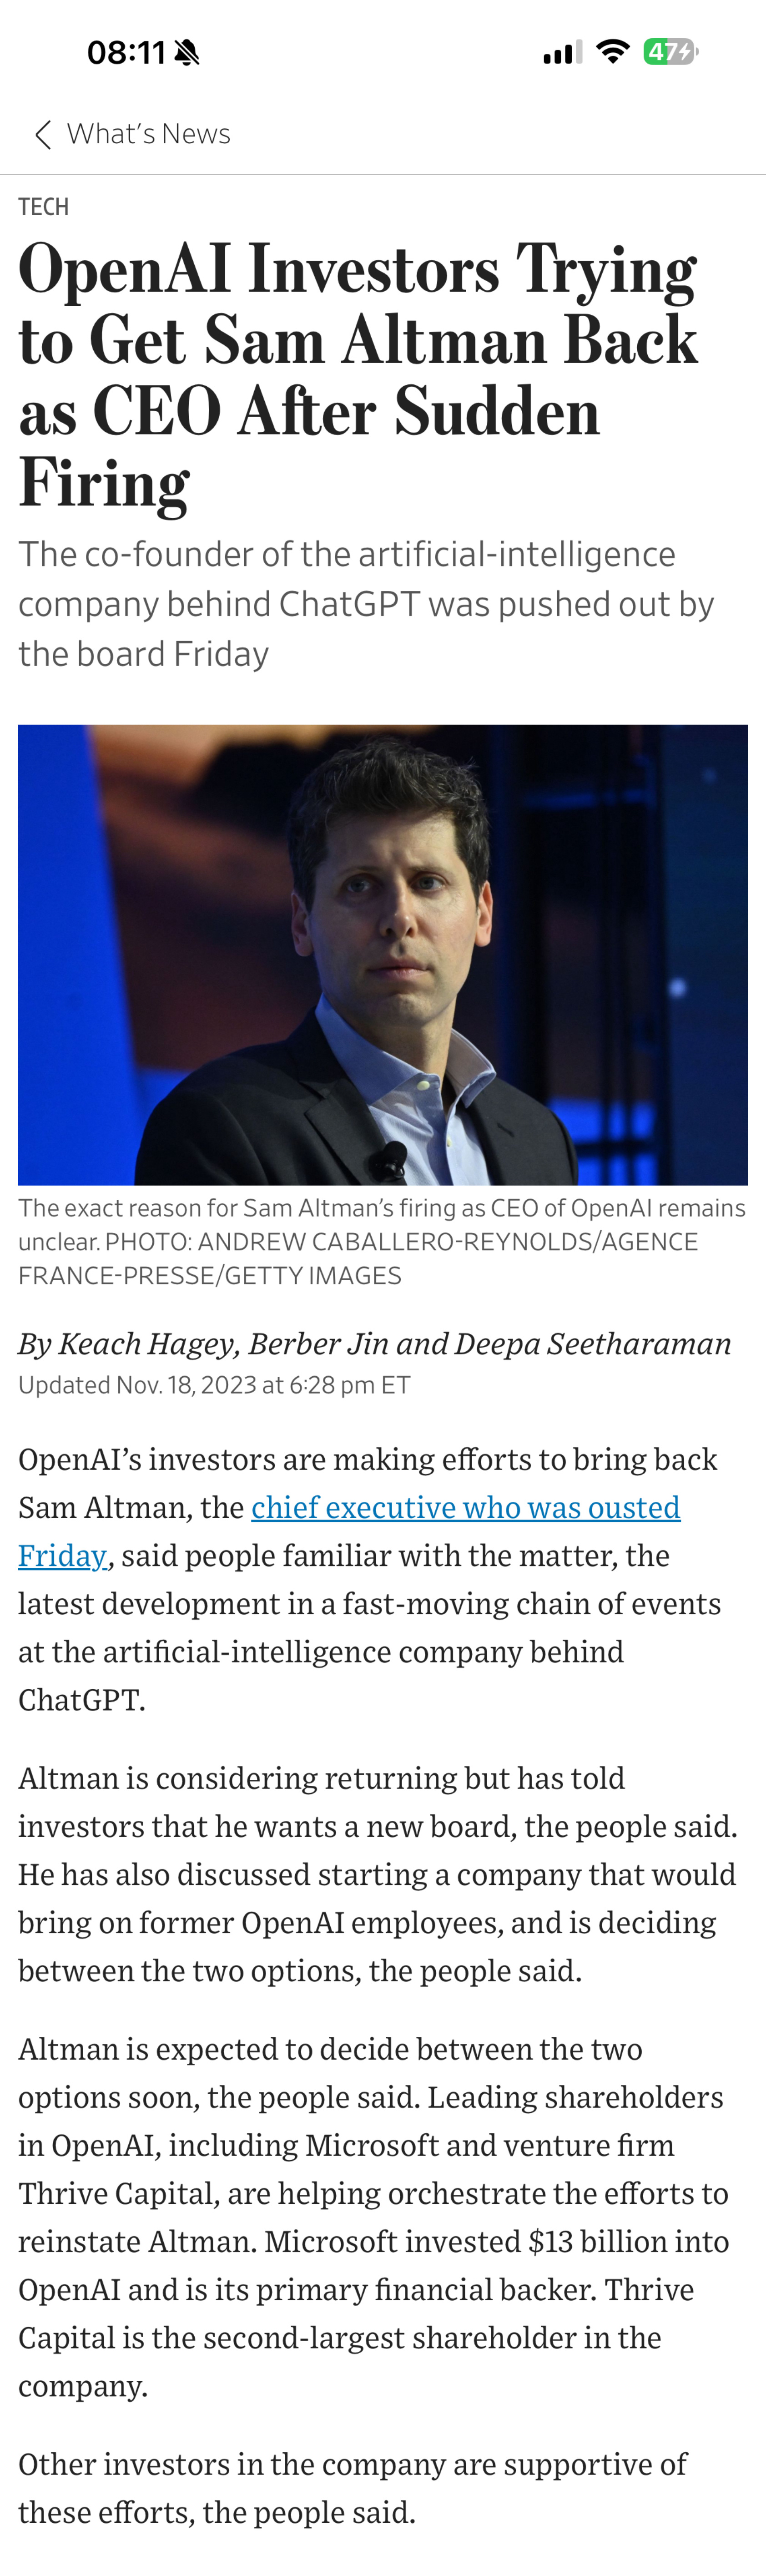 08:11
47
What's News
TECH
OpenAI Investors Trying
to Get Sam Altman Back
as CEO After Sudden
Firing
The co-founder of the artificial-intelligence
company behind ChatGPT was pushed out by
the board Friday
The exact reason for Sam Altman’s firing as CEO of OpenAI remains
unclear. PHOTO: ANDREW CABALLERO-REYNOLDS/AGENCE
FRANCE-PRESSE/GETTY IMAGES
By Keach Hagey, Berber Jin and Deepa Seetharaman
Updated Nov. 18, 2023 at 6:28 pm ET
OpenAI’s investors are making efforts to bring back
Sam Altman, the chief executive who was ousted
Friday, said people familiar with the matter, the
latest development in a fast-moving chain of events
at the artificial-intelligence company behind
ChatGPT.
Altman is considering returning but has told
investors that he wants a new board, the people said.
He has also discussed starting a company that would
bring on former OpenAI employees, and is deciding
between the two options, the people said.
Altman is expected to decide between the two
options soon, the people said. Leading shareholders
in OpenAI, including Microsoft and venture firm
Thrive Capital, are helping orchestrate the efforts to
reinstate Altman. Microsoft invested $13 billion into
OpenAI and is its primary financial backer. Thrive
Capital is the second-largest shareholder in the
company.
Other investors in the company are supportive of
these efforts, the people said.